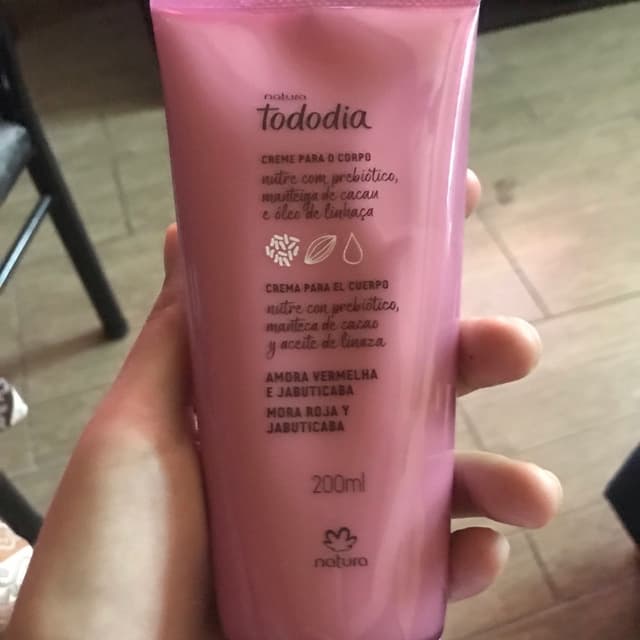 natura
Tododia
CREME PARA O CORPO
nutre com prebiótico,
manteiga de cacau
e óleo de linhaça
CREMA PARA EL CUERPO
nutre con prebiótico,
manteca de cacao
y aceite de linaza
AMORA VERMELHA
E JABUTICABA
MORA ROJA Y
JABUTICABA
200ml
natura